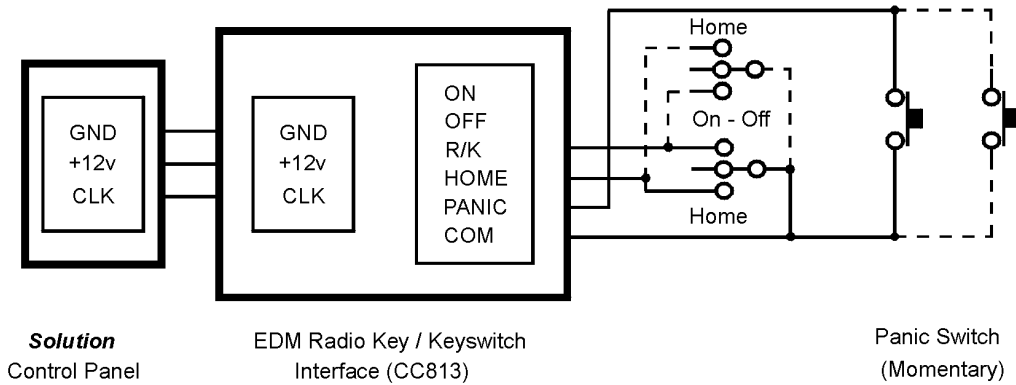 Home
On - Off
Home
GND
+12v
CLK
GND
+12v
CLK
ON
OFF
R/K
HOME
PANIC
COM
Solution
Control Panel
EDM Radio Key / Keyswitch
Interface (CC813)
Panic Switch
(Momentary)